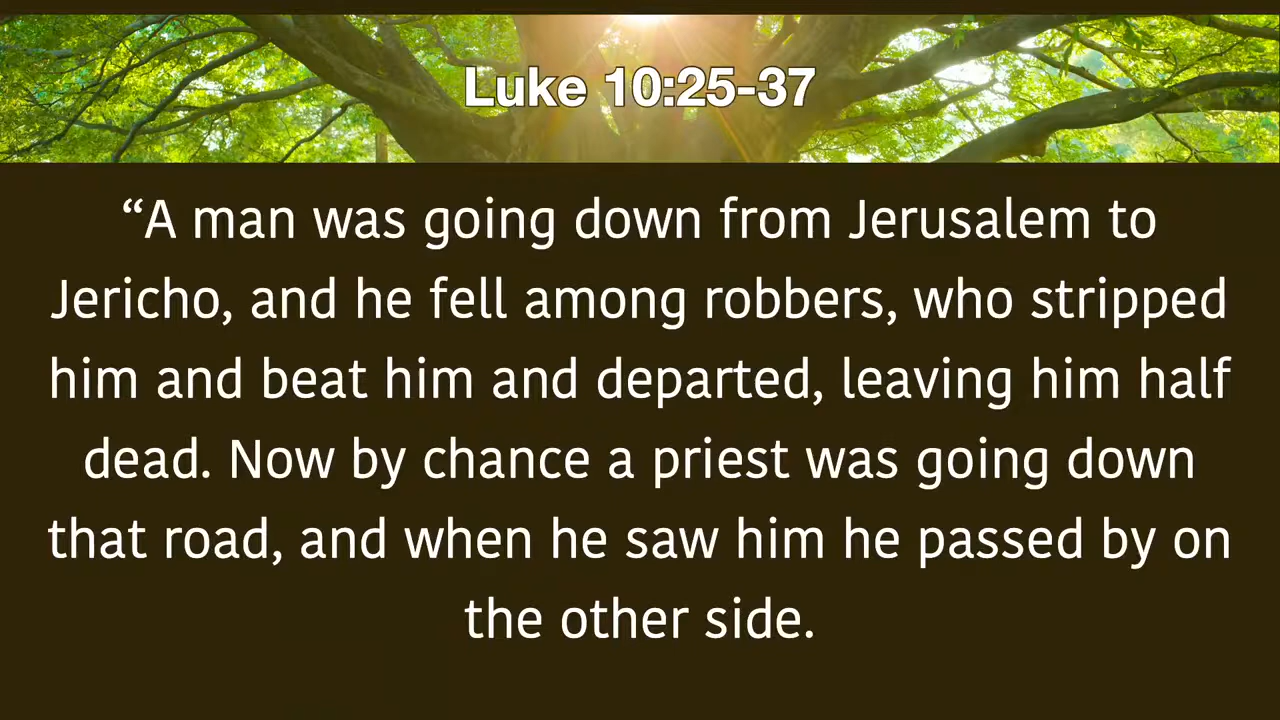 Luke 10:25-37
“A man was going down from Jerusalem to
Jericho, and he fell among robbers, who stripped
him and beat him and departed, leaving him half
dead. Now by chance a priest was going down
that road, and when he saw him he passed by on
the other side.